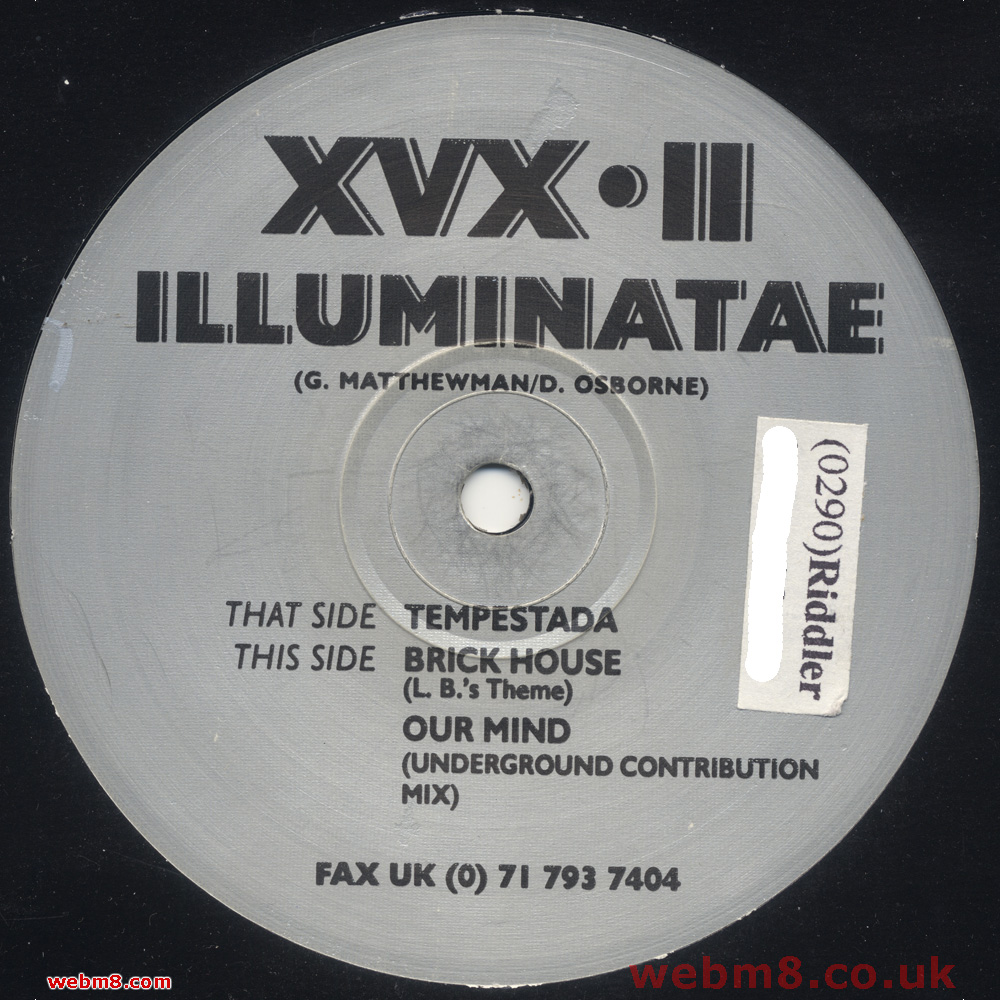 XVX•II
ILLUMINATAE
(G. MATTHEWMAN/D. OSBORNE)
(0290)Riddler
THAT SIDE TEMPESTADA
THIS SIDE BRICK HOUSE
(L. B.'s Theme)
OUR MIND
(UNDERGROUND CONTRIBUTION
MIX)
FAX UK (0) 71 793 7404
webm8.com
webm8.co.uk